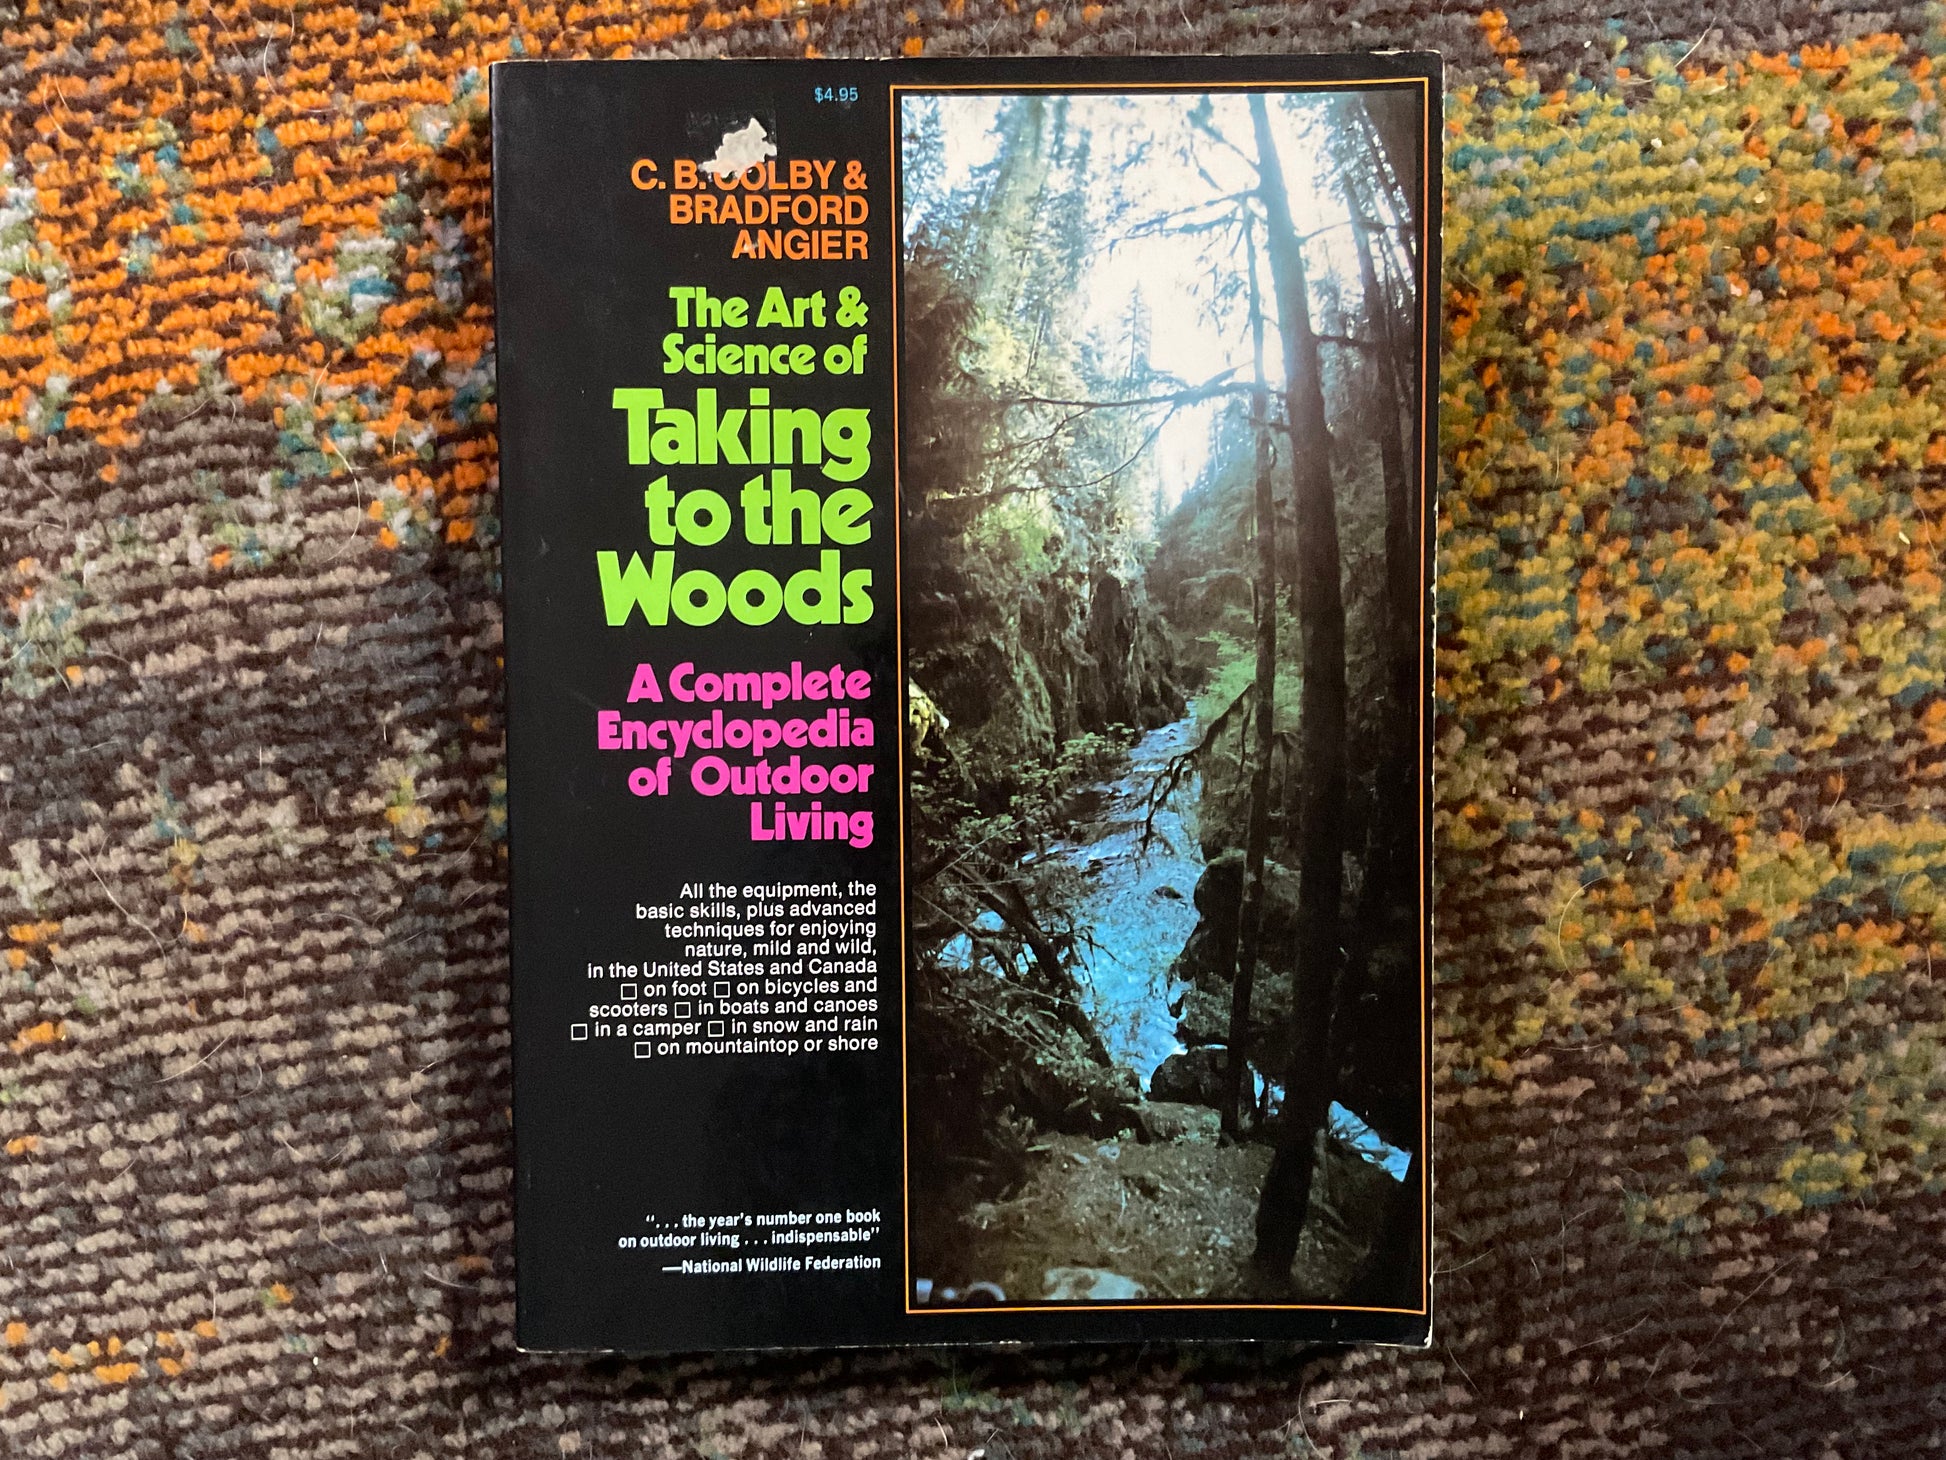 $4.95
C. B. COLBY &
BRADFORD
ANGIER
The Art &
Science of
Taking
to the
Woods
A Complete
Encyclopedia
of Outdoor
Living
All the equipment, the
basic skills, plus advanced
techniques for enjoying
nature, mild and wild,
in the United States and Canada
□ on foot □ on bicycles and
scooters □ in boats and canoes
□ in a camper □ in snow and rain
□ on mountaintop or shore
"... the year's number one book
on outdoor living ... indispensable"
—National Wildlife Federation